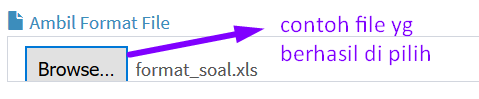 Ambil Format File
contoh file yg
berhasil di pilih
Browse... format_soal.xls